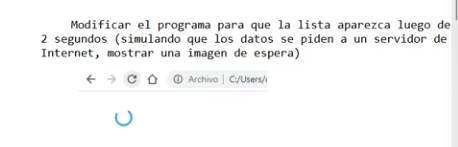 Modificar el programa para que la lista aparezca luego de
2 segundos (simulando que los datos se piden a un servidor de
Internet, mostrar una imagen de espera)
Archivo | C:/Users/